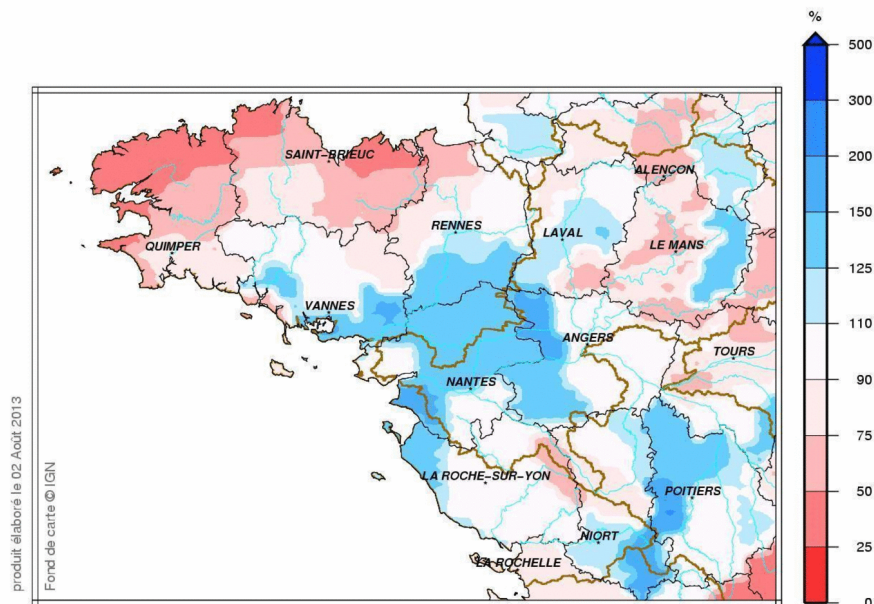 %
500
300
200
150
125
110
90
75
50
25
0
SAINT-BRIEUC
ALENÇON
RENNES
LAVAL
QUIMPER
LE MANS
VANNES
ANGERS
TOURS
NANTES
LA ROCHE-SUR-YON
POITIERS
NIORT
LA ROCHELLE
produit élaboré le 02 Août 2013
Fond de carte © IGN